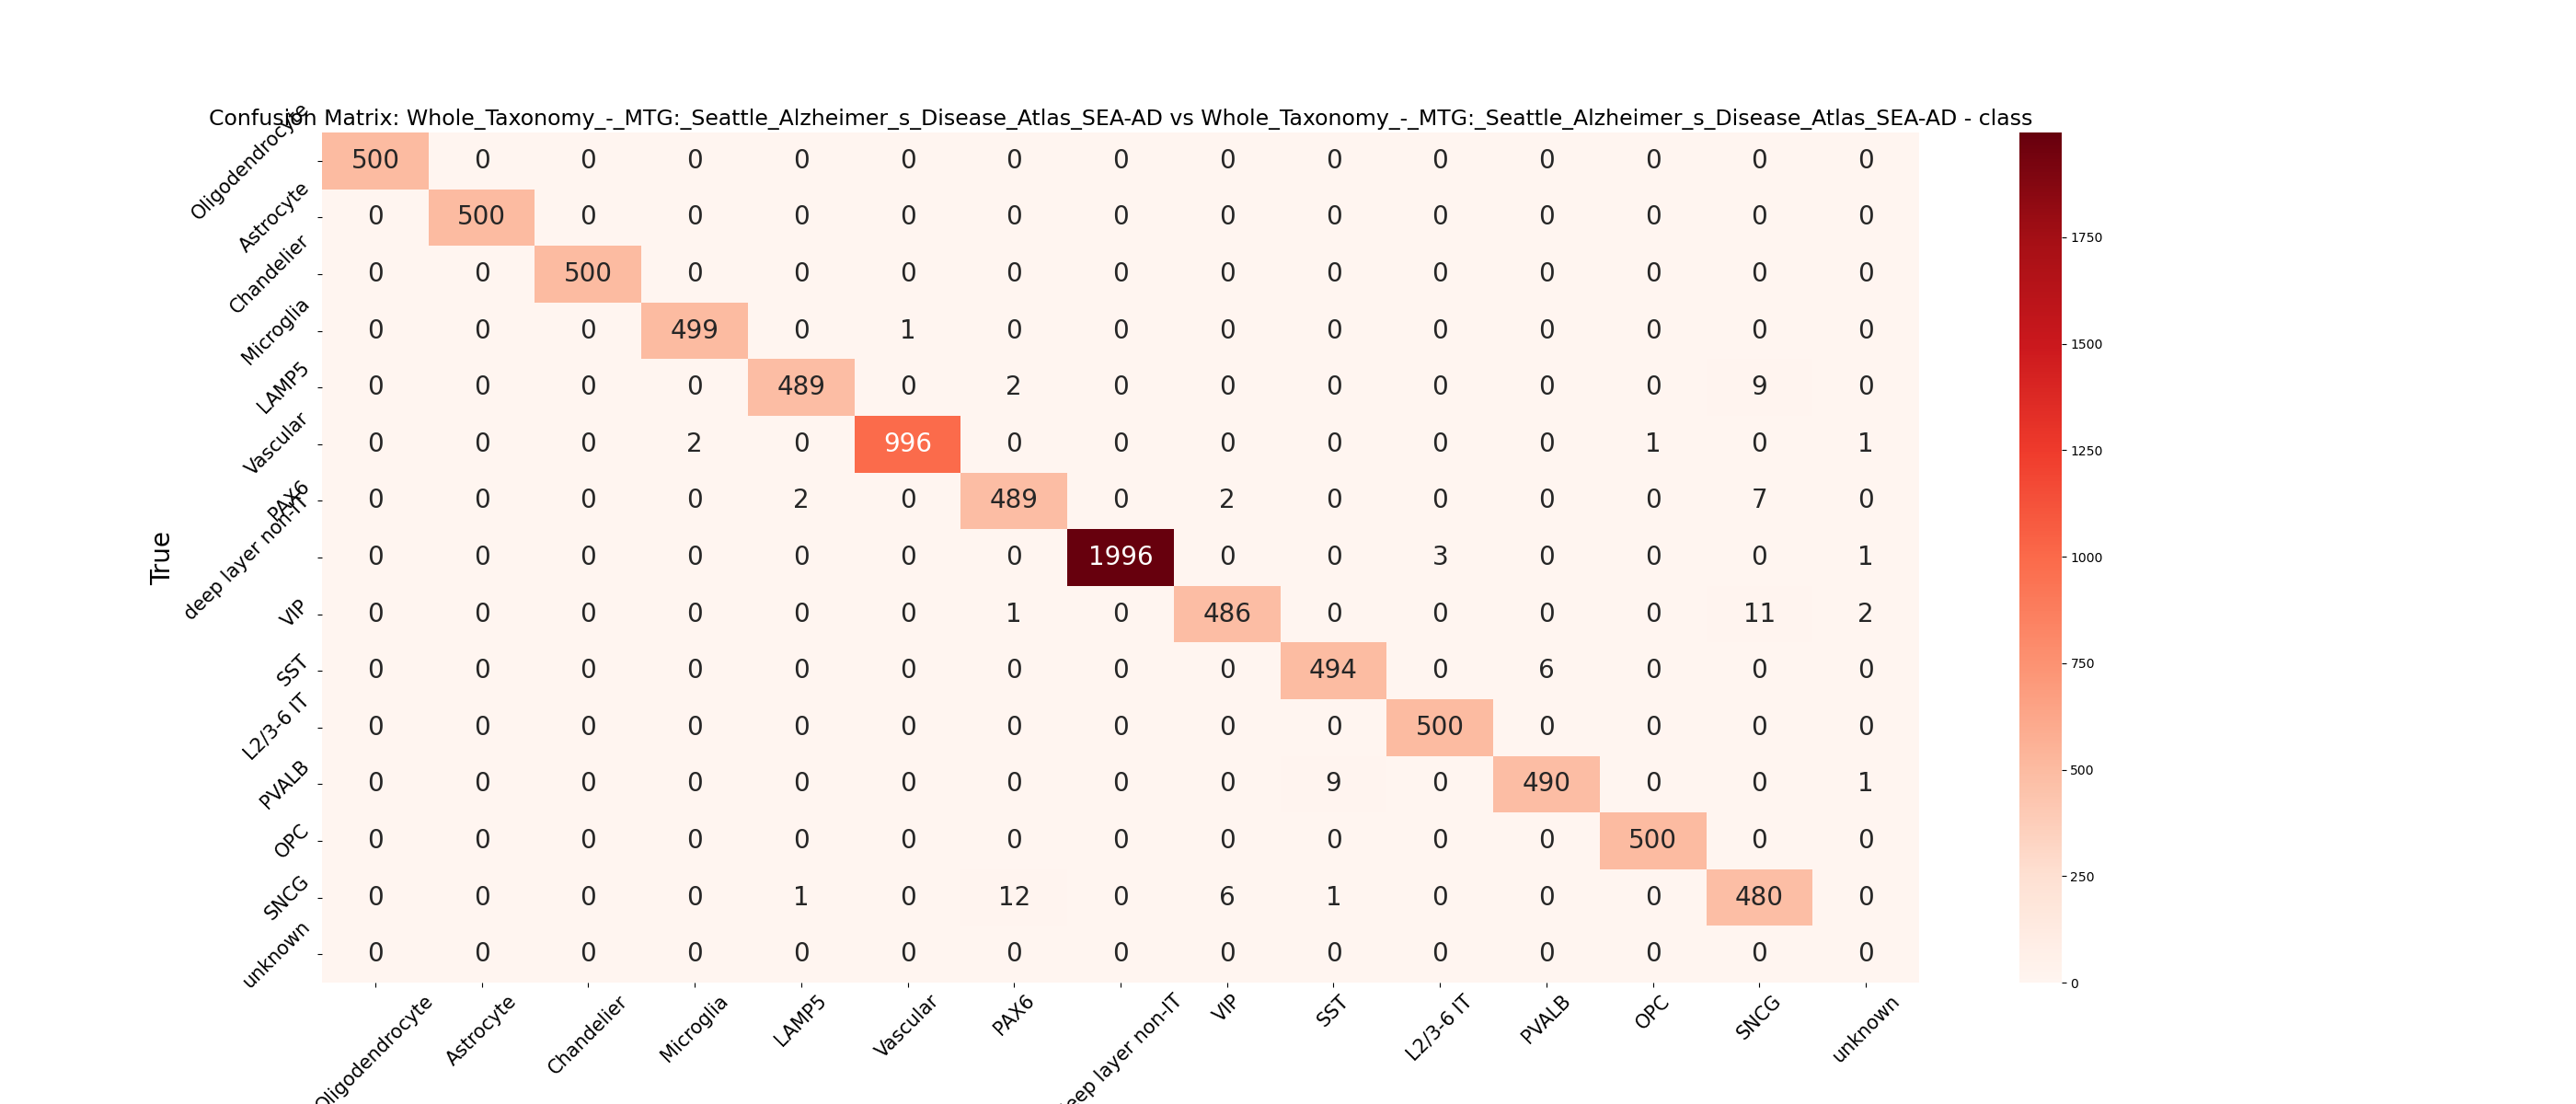 Confusion Matrix: Whole_Taxonomy_-_MTG:_Seattle_Alzheimer_s_Disease_Atlas_SEA-AD vs Whole_Taxonomy_-_MTG:_Seattle_Alzheimer_s_Disease_Atlas_SEA-AD - class
True
Oligodendrocyte 500 0 0 0 0 0 0 0 0 0 0 0 0 0 0
Astrocyte 0 500 0 0 0 0 0 0 0 0 0 0 0 0 0
Chandelier 0 0 500 0 0 0 0 0 0 0 0 0 0 0 0
Microglia 0 0 0 499 0 1 0 0 0 0 0 0 0 0 0
LAMP5 0 0 0 0 489 0 2 0 0 0 0 0 0 9 0
Vascular 0 0 0 2 0 996 0 0 0 0 0 0 1 0 1
PAX6 0 0 0 0 2 0 489 0 2 0 0 0 0 7 0
deep layer non-IT 0 0 0 0 0 0 0 1996 0 0 3 0 0 0 1
VIP 0 0 0 0 0 0 1 0 486 0 0 0 0 11 2
SST 0 0 0 0 0 0 0 0 0 494 0 6 0 0 0
L2/3-6 IT 0 0 0 0 0 0 0 0 0 0 500 0 0 0 0
PVALB 0 0 0 0 0 0 0 0 0 9 0 490 0 0 1
OPC 0 0 0 0 0 0 0 0 0 0 0 0 500 0 0
SNCG 0 0 0 0 1 0 12 0 6 1 0 0 0 480 0
unknown 0 0 0 0 0 0 0 0 0 0 0 0 0 0 0
Oligodendrocyte Astrocyte Chandelier Microglia LAMP5 Vascular PAX6 eep layer non-IT VIP SST L2/3-6 IT PVALB OPC SNCG unknown
1750
1500
1250
1000
750
500
250
0